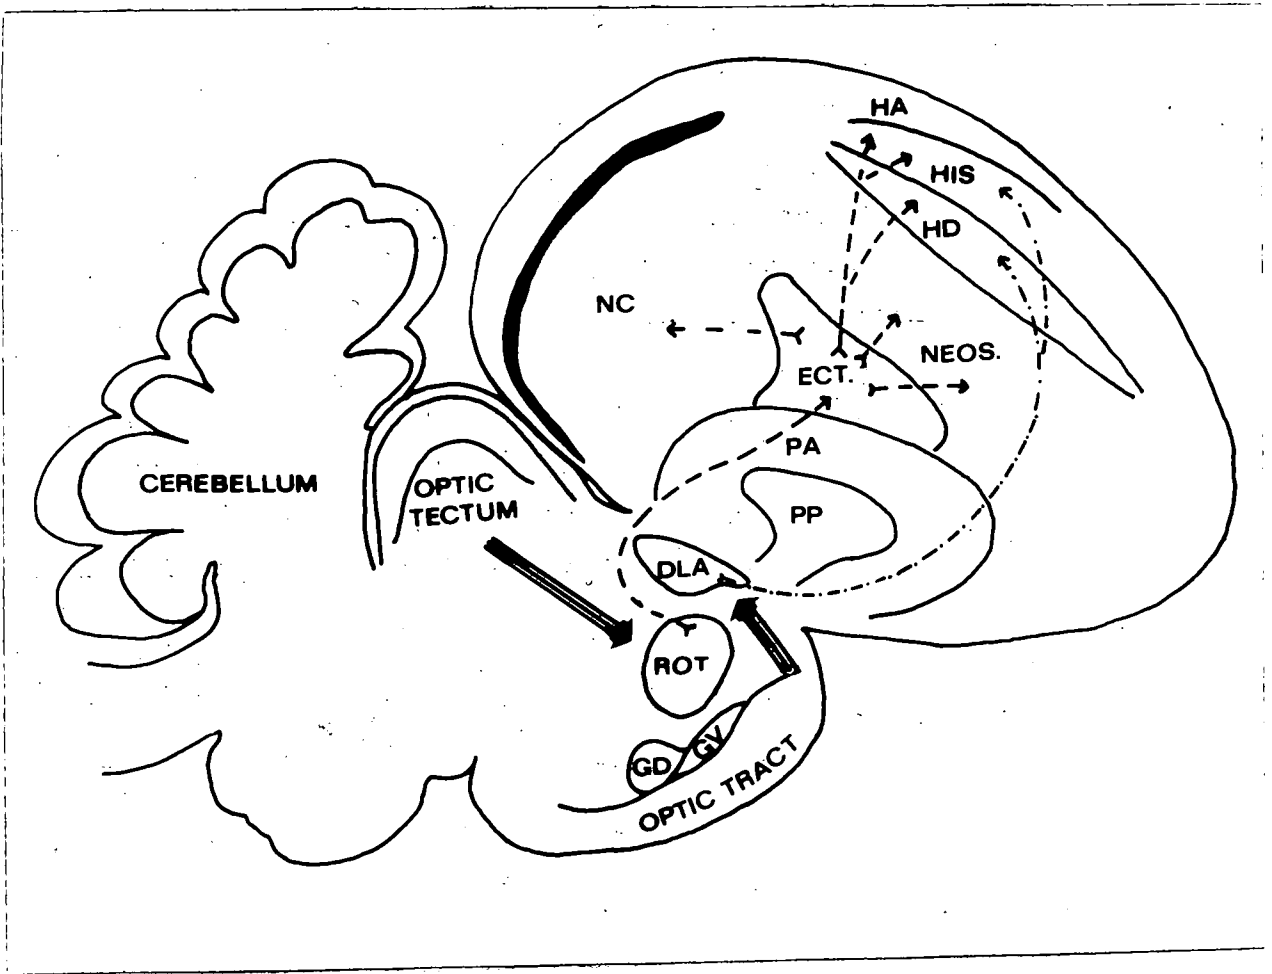 HA
HIS
HD
NC
NEOS.
ECT.
PA
CEREBELLUM
OPTIC
TECTUM
PP
DLA
ROT
GV
GD
OPTIC TRACT